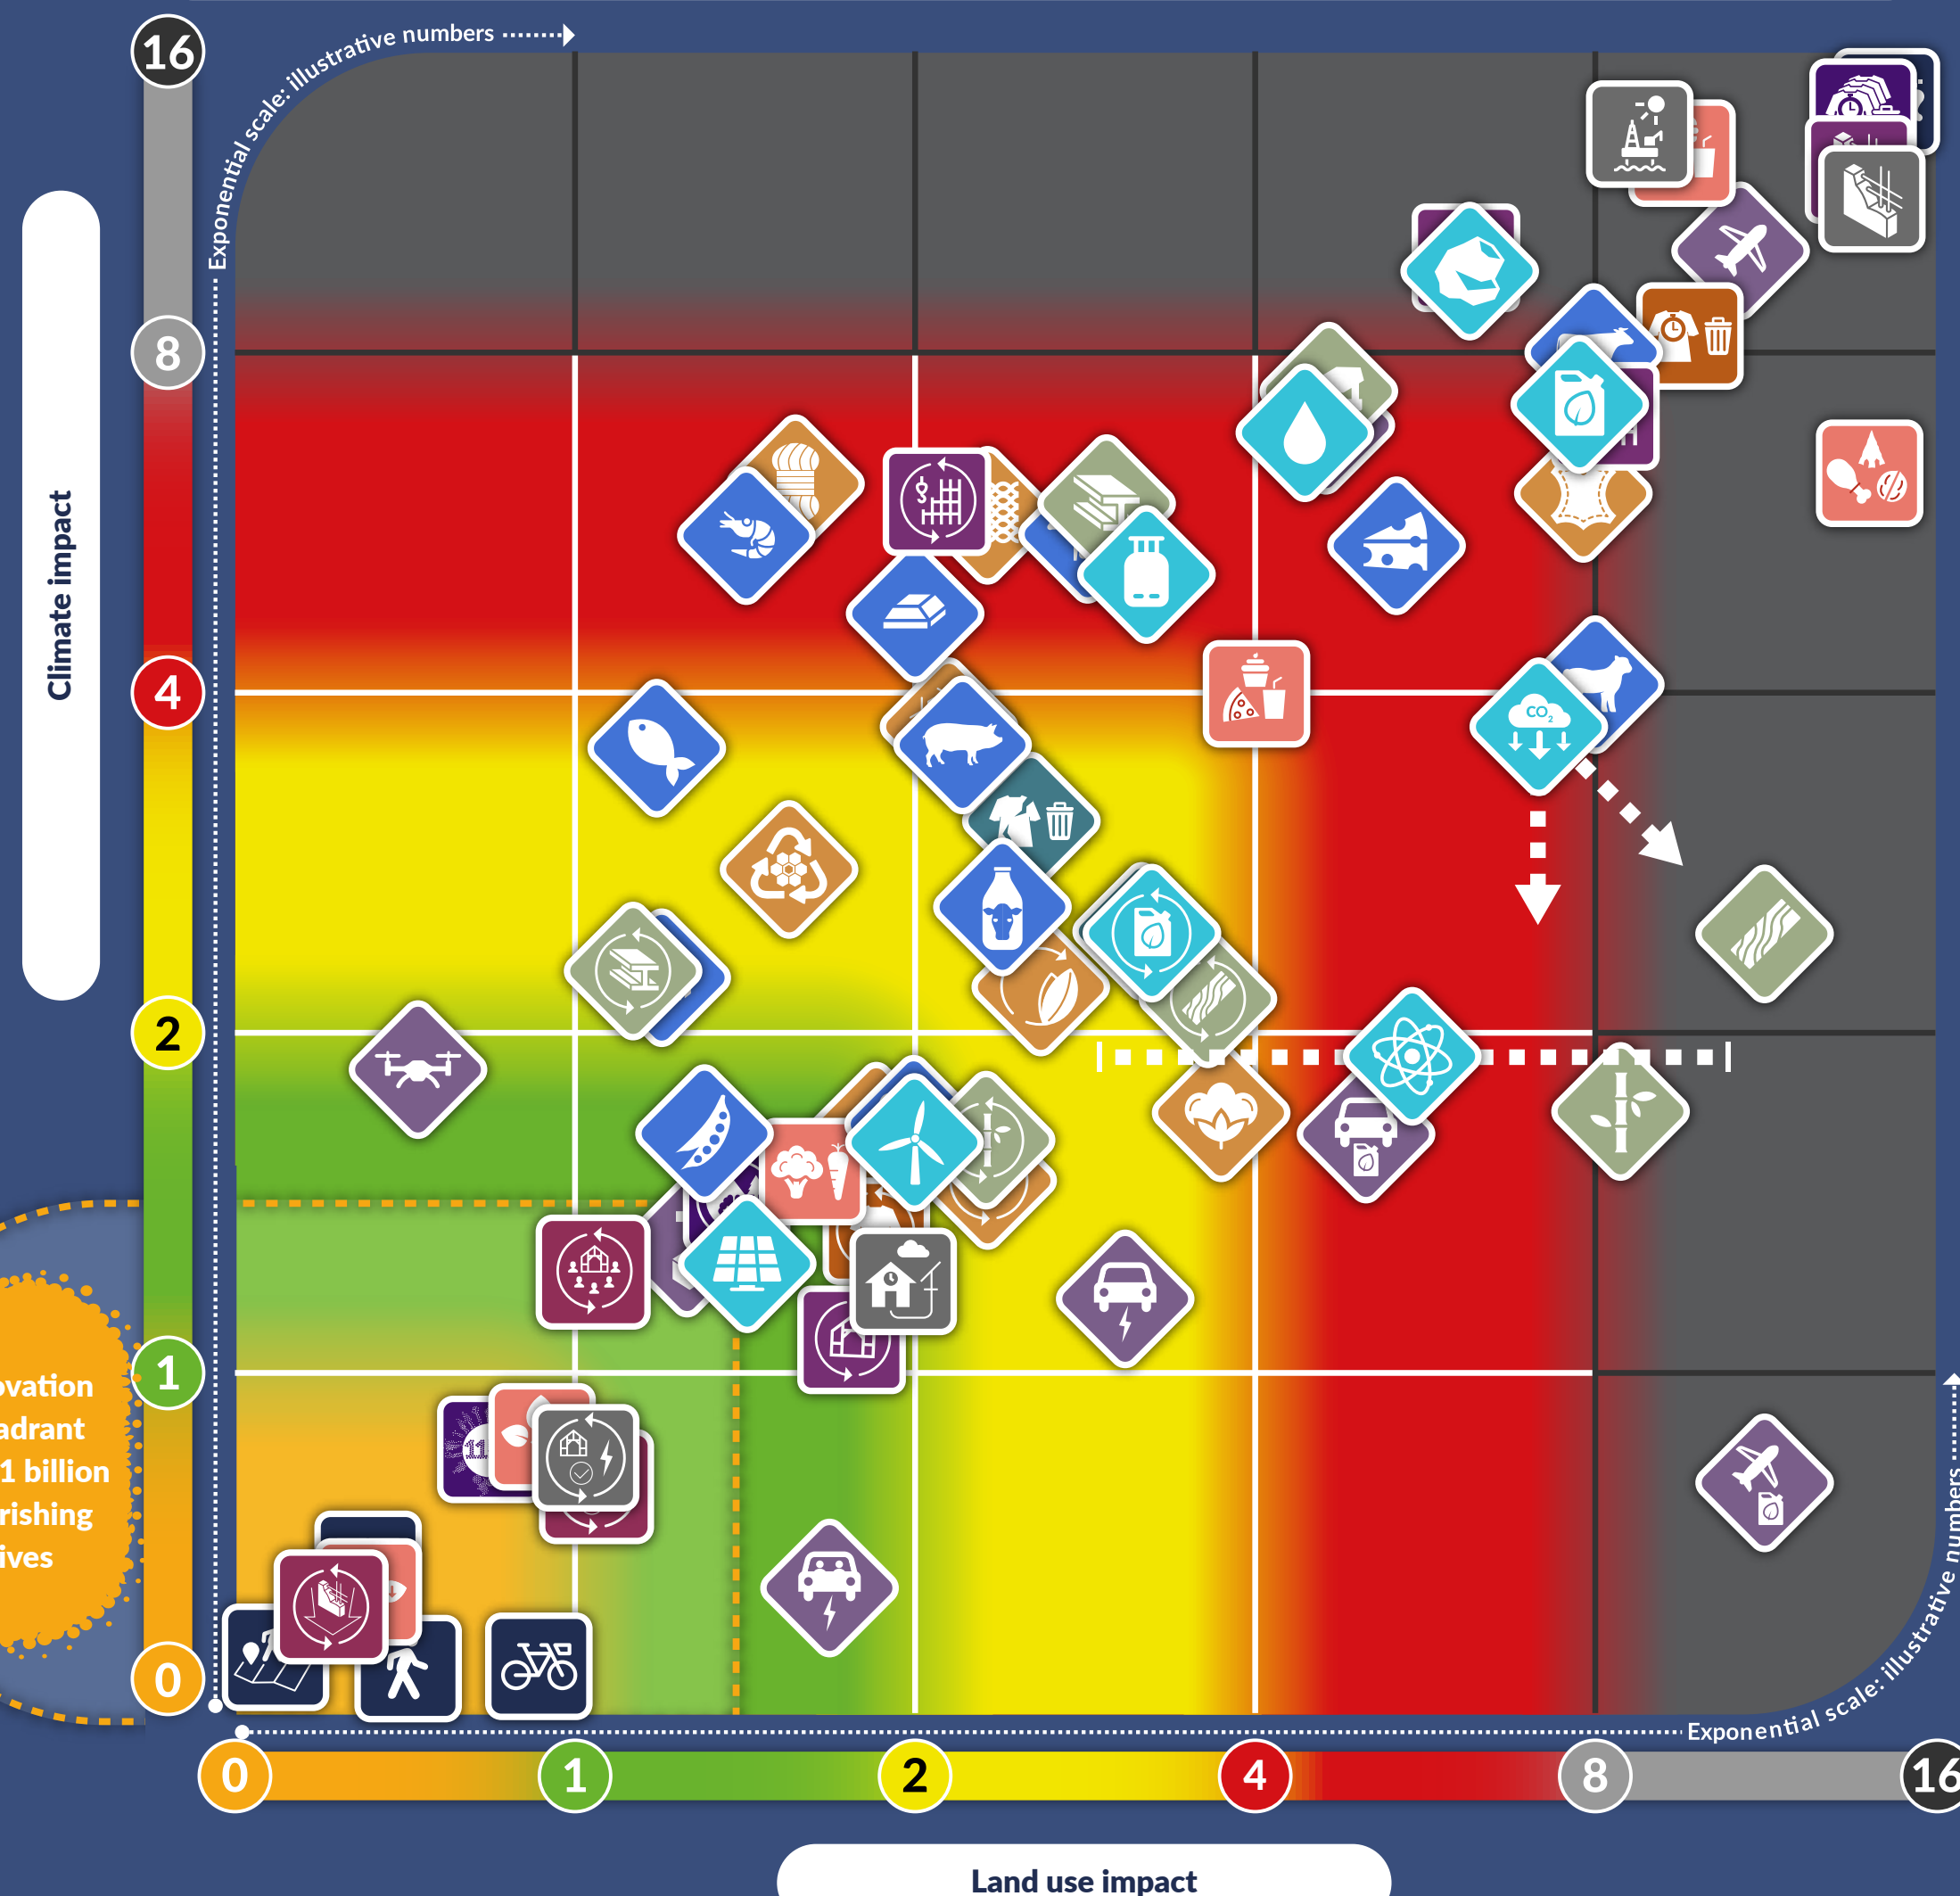 Exponential scale: illustrative numbers
16
8
4
2
1
0
Climate impact
CO2
11
ovation
adrant
1 billion
rishing
ives
Exponential scale: illustrative numbers
0
1
2
4
8
16
Land use impact